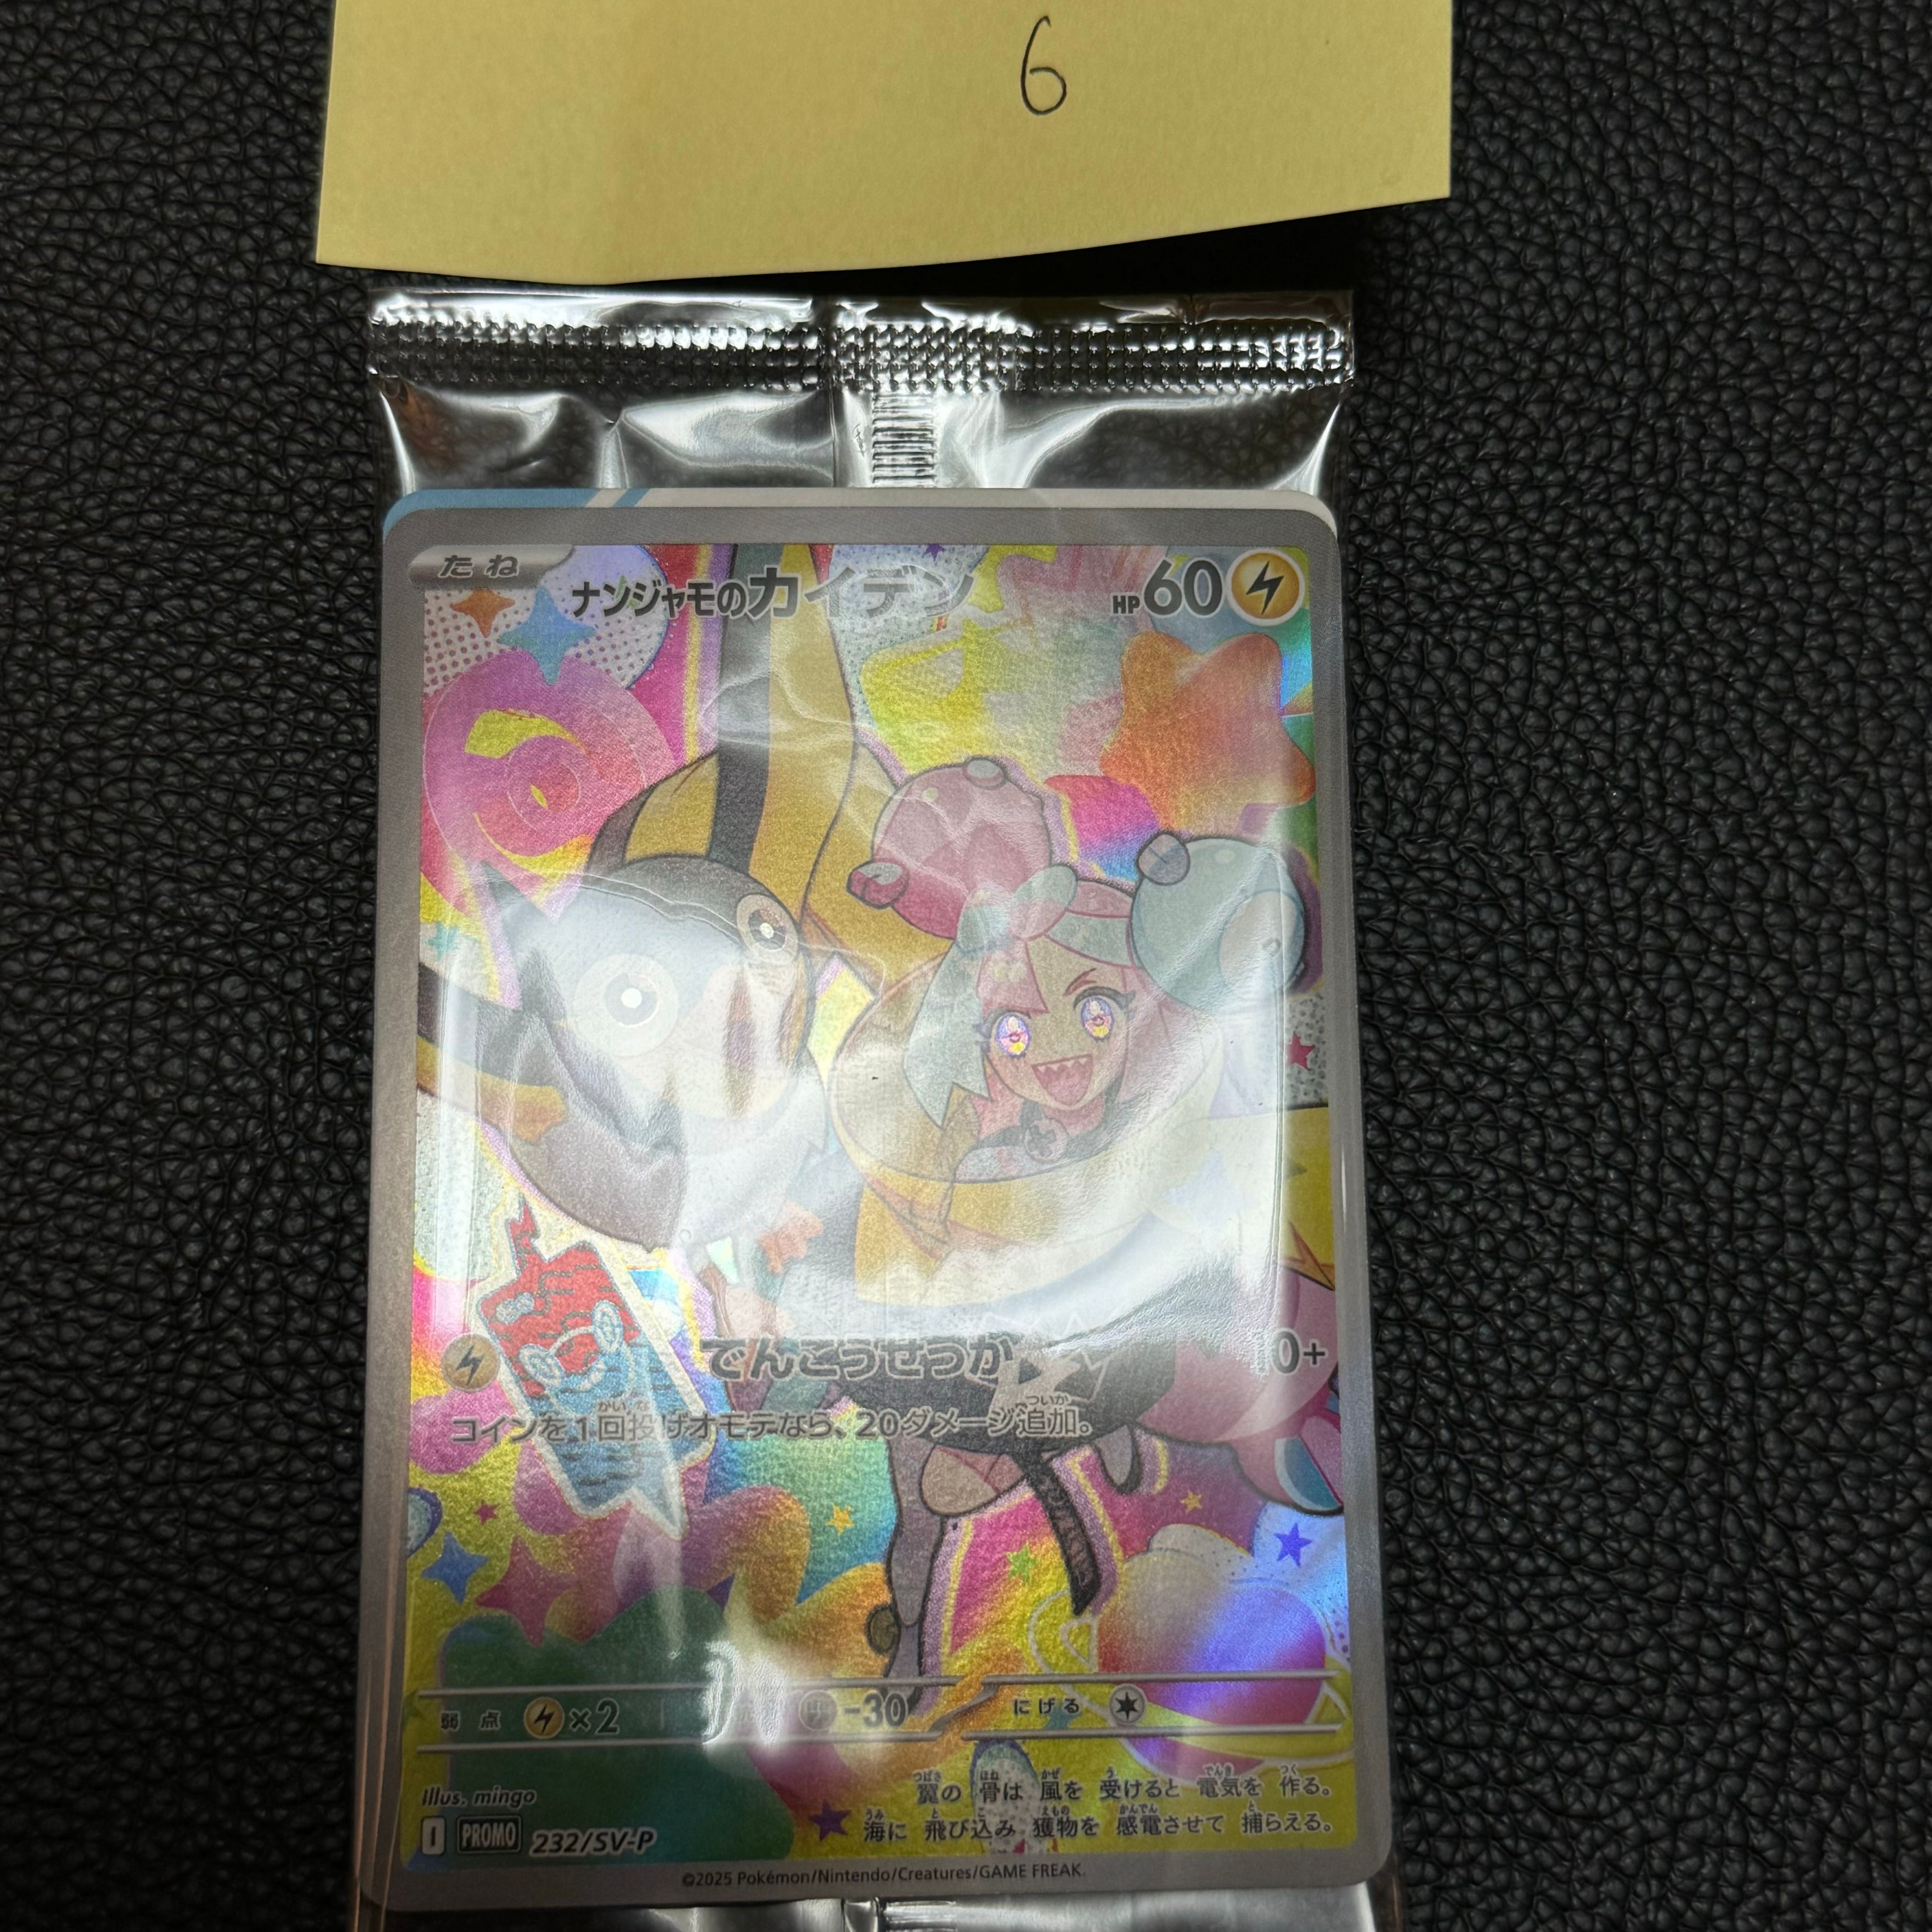 6
たね
ナンジャモのカイデン
HP60
でんこうせっか 10+
コインを1回投げオモテなら、20ダメージ追加。
弱点 ×2 -30 にげる
Illus. mingo
翼の骨は風を受けると電気を作る。
海に飛び込み獲物を感電させて捕らえる。
I PROMO 232/SV-P
©2025 Pokémon/Nintendo/Creatures/GAME FREAK.